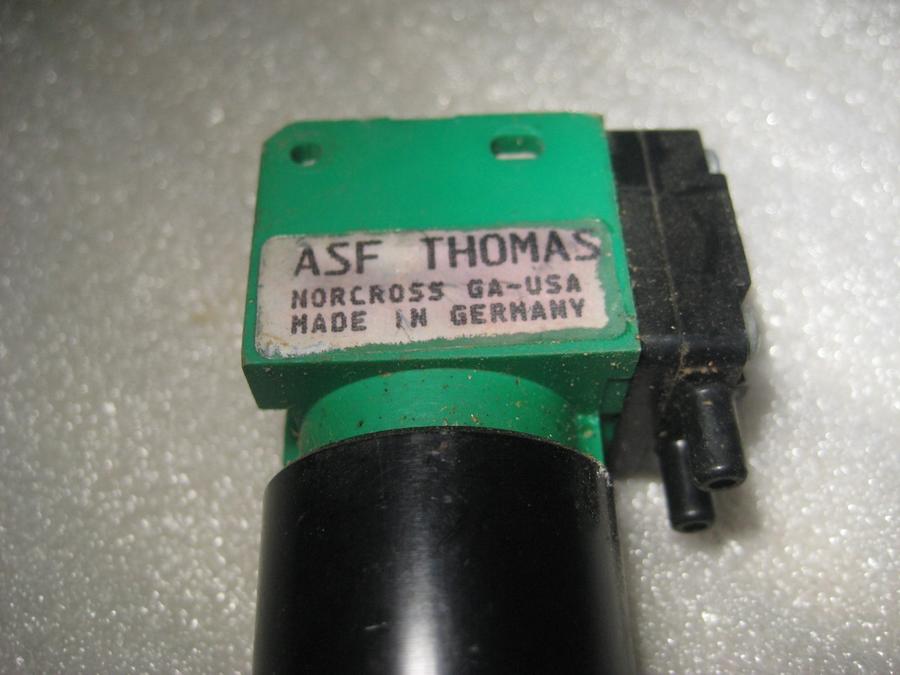 ASF THOMAS
NORCROSS GA-USA
MADE IN GERMANY